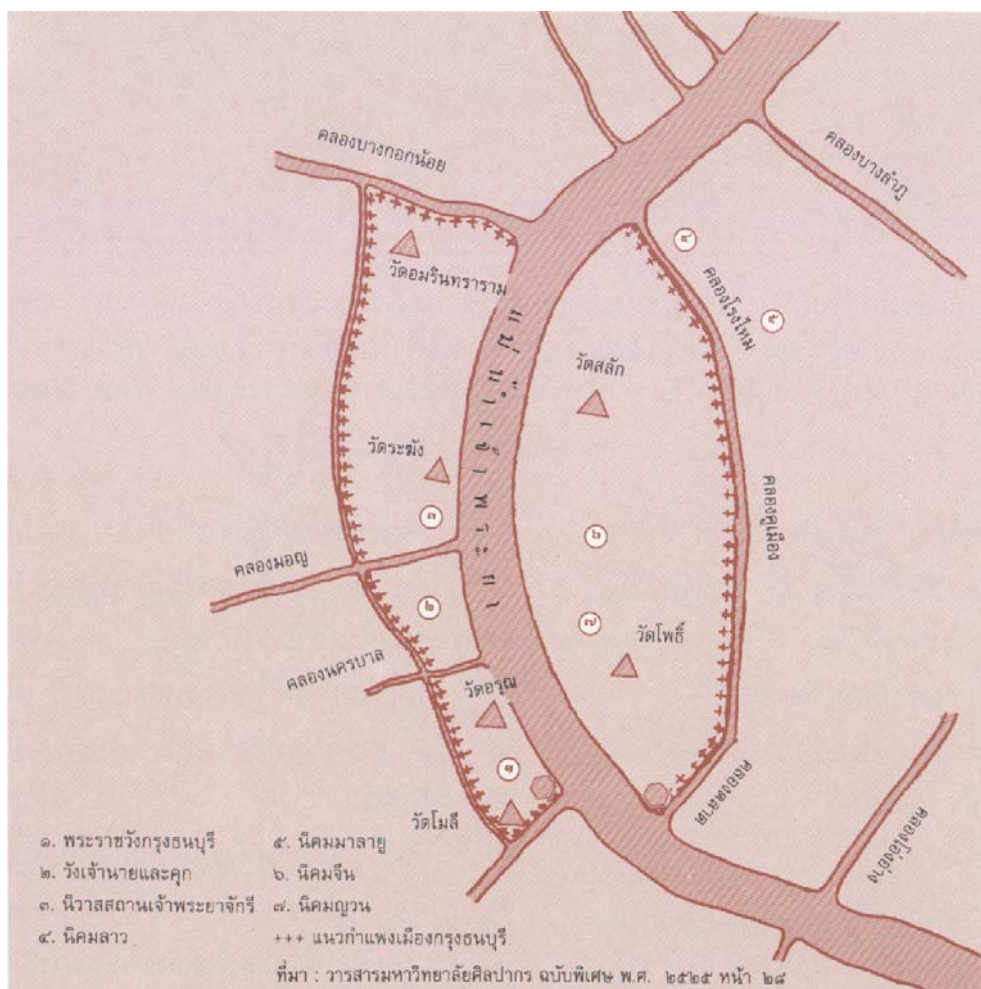 คลองบางกอกน้อย
คลองบางลำภู
๔
คลองโรงไหม
วัดอมรินทราราม
๕
แม่น้ำเจ้าพระยา
วัดสลัก
วัดระฆัง
๓
๖
คลองคูเมือง
คลองมอญ
๒
๗
วัดโพธิ์
คลองนครบาล
วัดอรุณ
๑
คลองตลาด
วัดโมลี
คลองโอ่งอ่าง
๑. พระราชวังกรุงธนบุรี
๒. วังเจ้านายและคุก
๓. นิวาสสถานเจ้าพระยาจักรี
๔. นิคมลาว
๕. นิคมมาลายู
๖. นิคมจีน
๗. นิคมญวน
+++ แนวกำแพงเมืองกรุงธนบุรี
ที่มา : วารสารมหาวิทยาลัยศิลปากร ฉบับพิเศษ พ.ศ. ๒๕๒๕ หน้า ๒๘